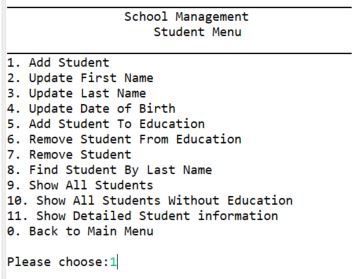 School Management
Student Menu
1. Add Student
2. Update First Name
3. Update Last Name
4. Update Date of Birth
5. Add Student To Education
6. Remove Student From Education
7. Remove Student
8. Find Student By Last Name
9. Show All Students
10. Show All Students Without Education
11. Show Detailed Student information
0. Back to Main Menu
Please choose:1